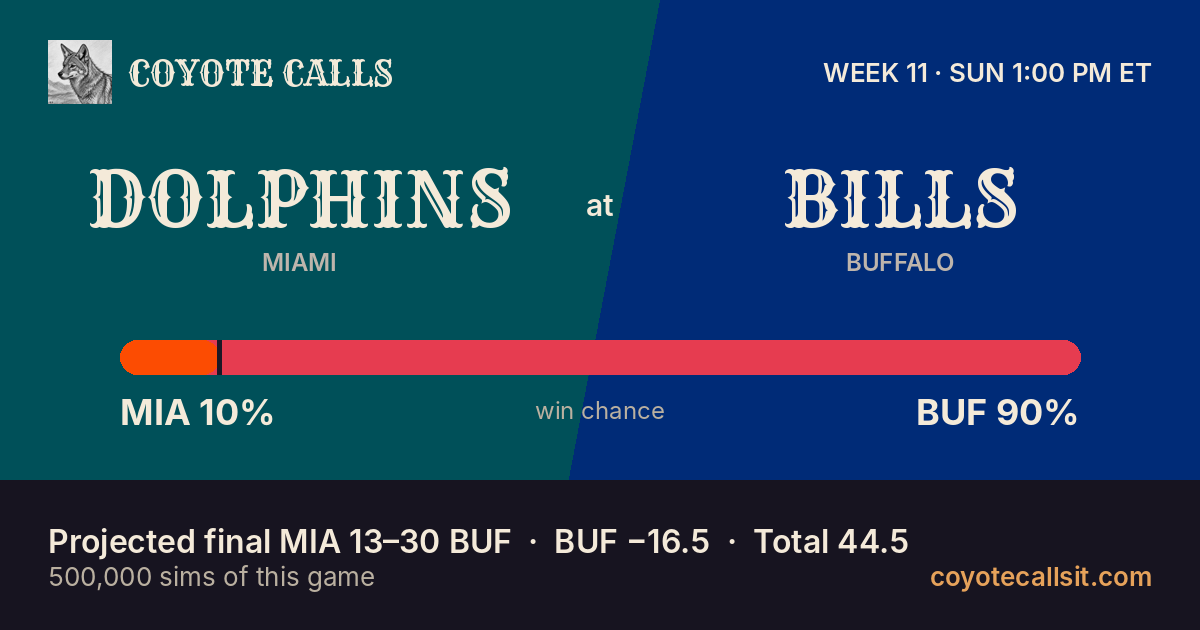 COYOTE CALLS
WEEK 11 · SUN 1:00 PM ET
DOLPHINS at BILLS
MIAMI BUFFALO
MIA 10% win chance BUF 90%
Projected final MIA 13–30 BUF · BUF −16.5 · Total 44.5
500,000 sims of this game
coyotecallsit.com